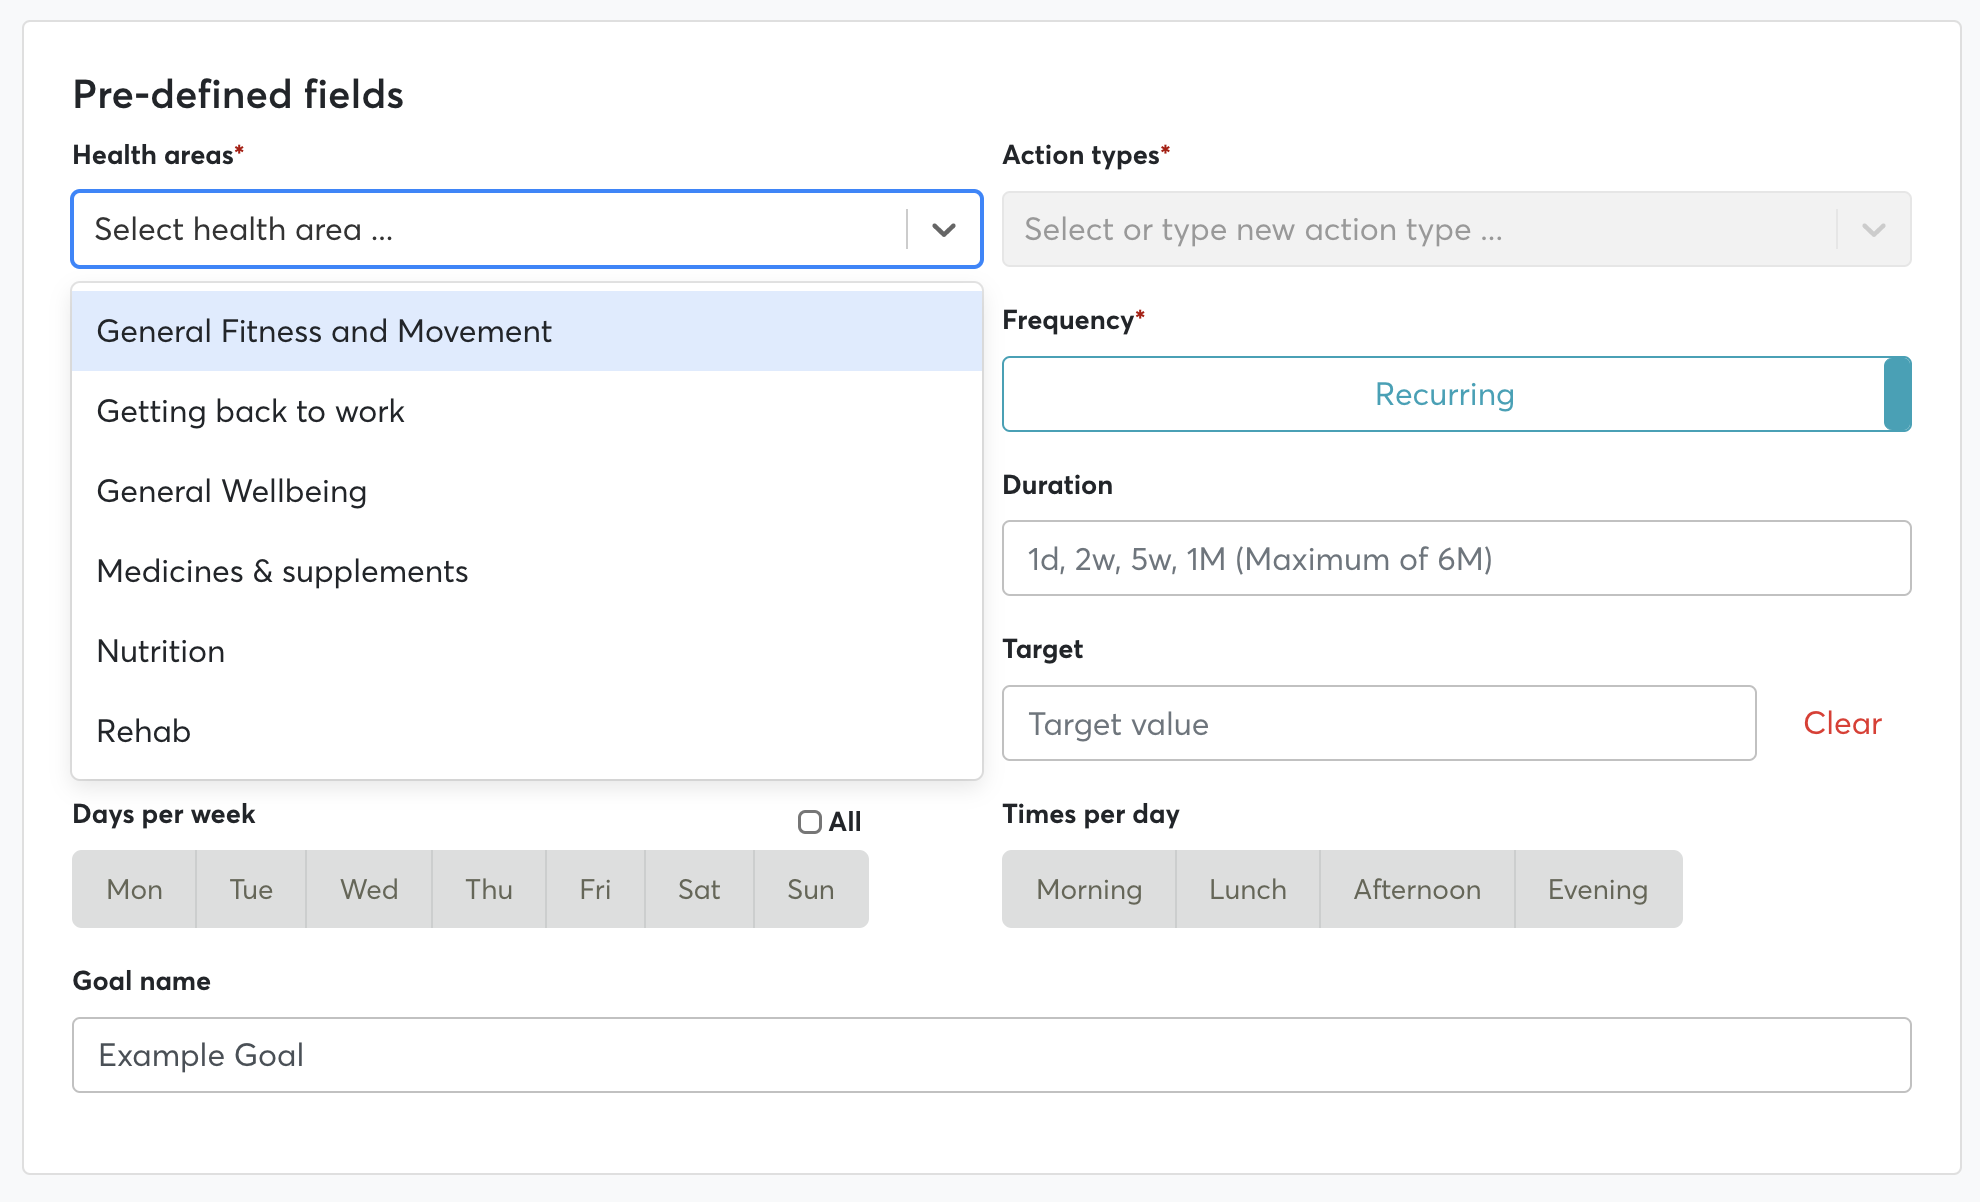 Pre-defined fields
Health areas*
Select health area ...
General Fitness and Movement
Getting back to work
General Wellbeing
Medicines & supplements
Nutrition
Rehab
Action types*
Select or type new action type ...
Frequency*
Recurring
Duration
1d, 2w, 5w, 1M (Maximum of 6M)
Target
Target value
Clear
Days per week
All
Mon Tue Wed Thu Fri Sat Sun
Times per day
Morning Lunch Afternoon Evening
Goal name
Example Goal